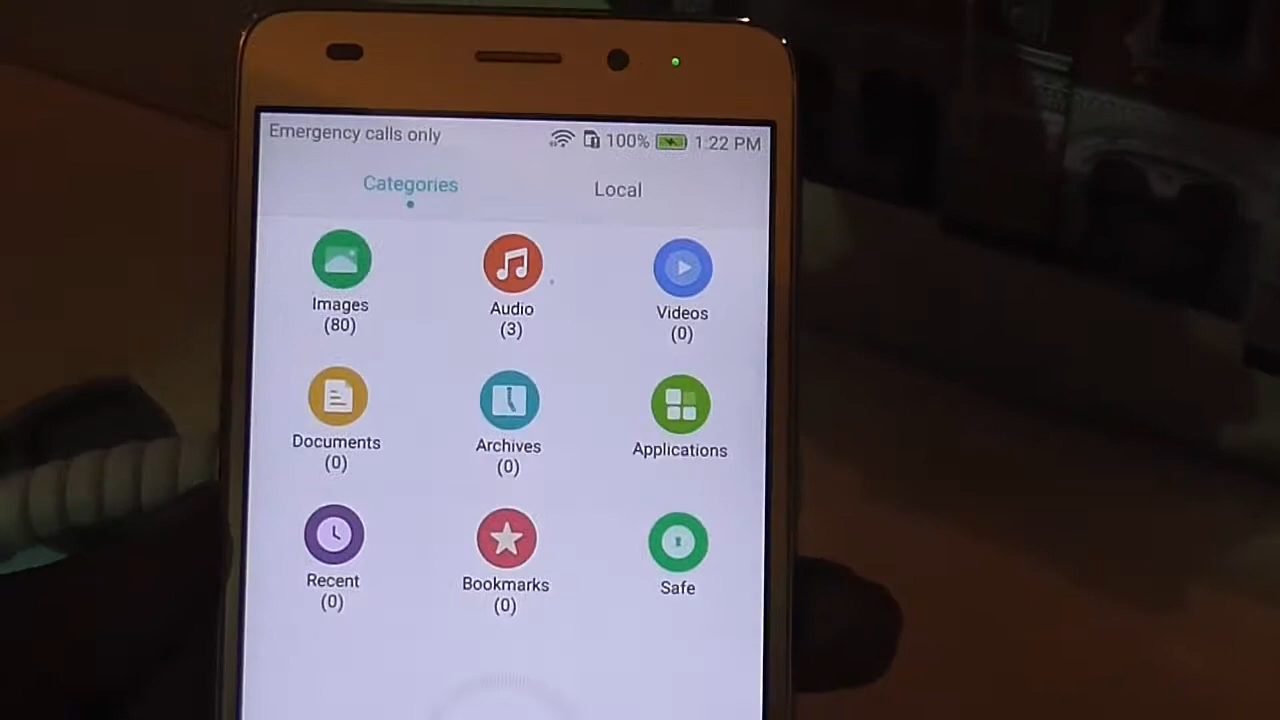 Emergency calls only
100%
1:22 PM
Categories
Local
Images
(80)
Audio
(3)
Videos
(0)
Documents
(0)
Archives
(0)
Applications
Recent
(0)
Bookmarks
(0)
Safe